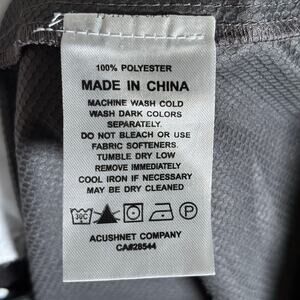 100% POLYESTER
MADE IN CHINA
MACHINE WASH COLD
WASH DARK COLORS
SEPARATELY.
DO NOT BLEACH OR USE
FABRIC SOFTENERS.
TUMBLE DRY LOW
REMOVE IMMEDIATELY
COOL IRON IF NECESSARY
MAY BE DRY CLEANED
30C P
ACUSHNET COMPANY
CA#28544